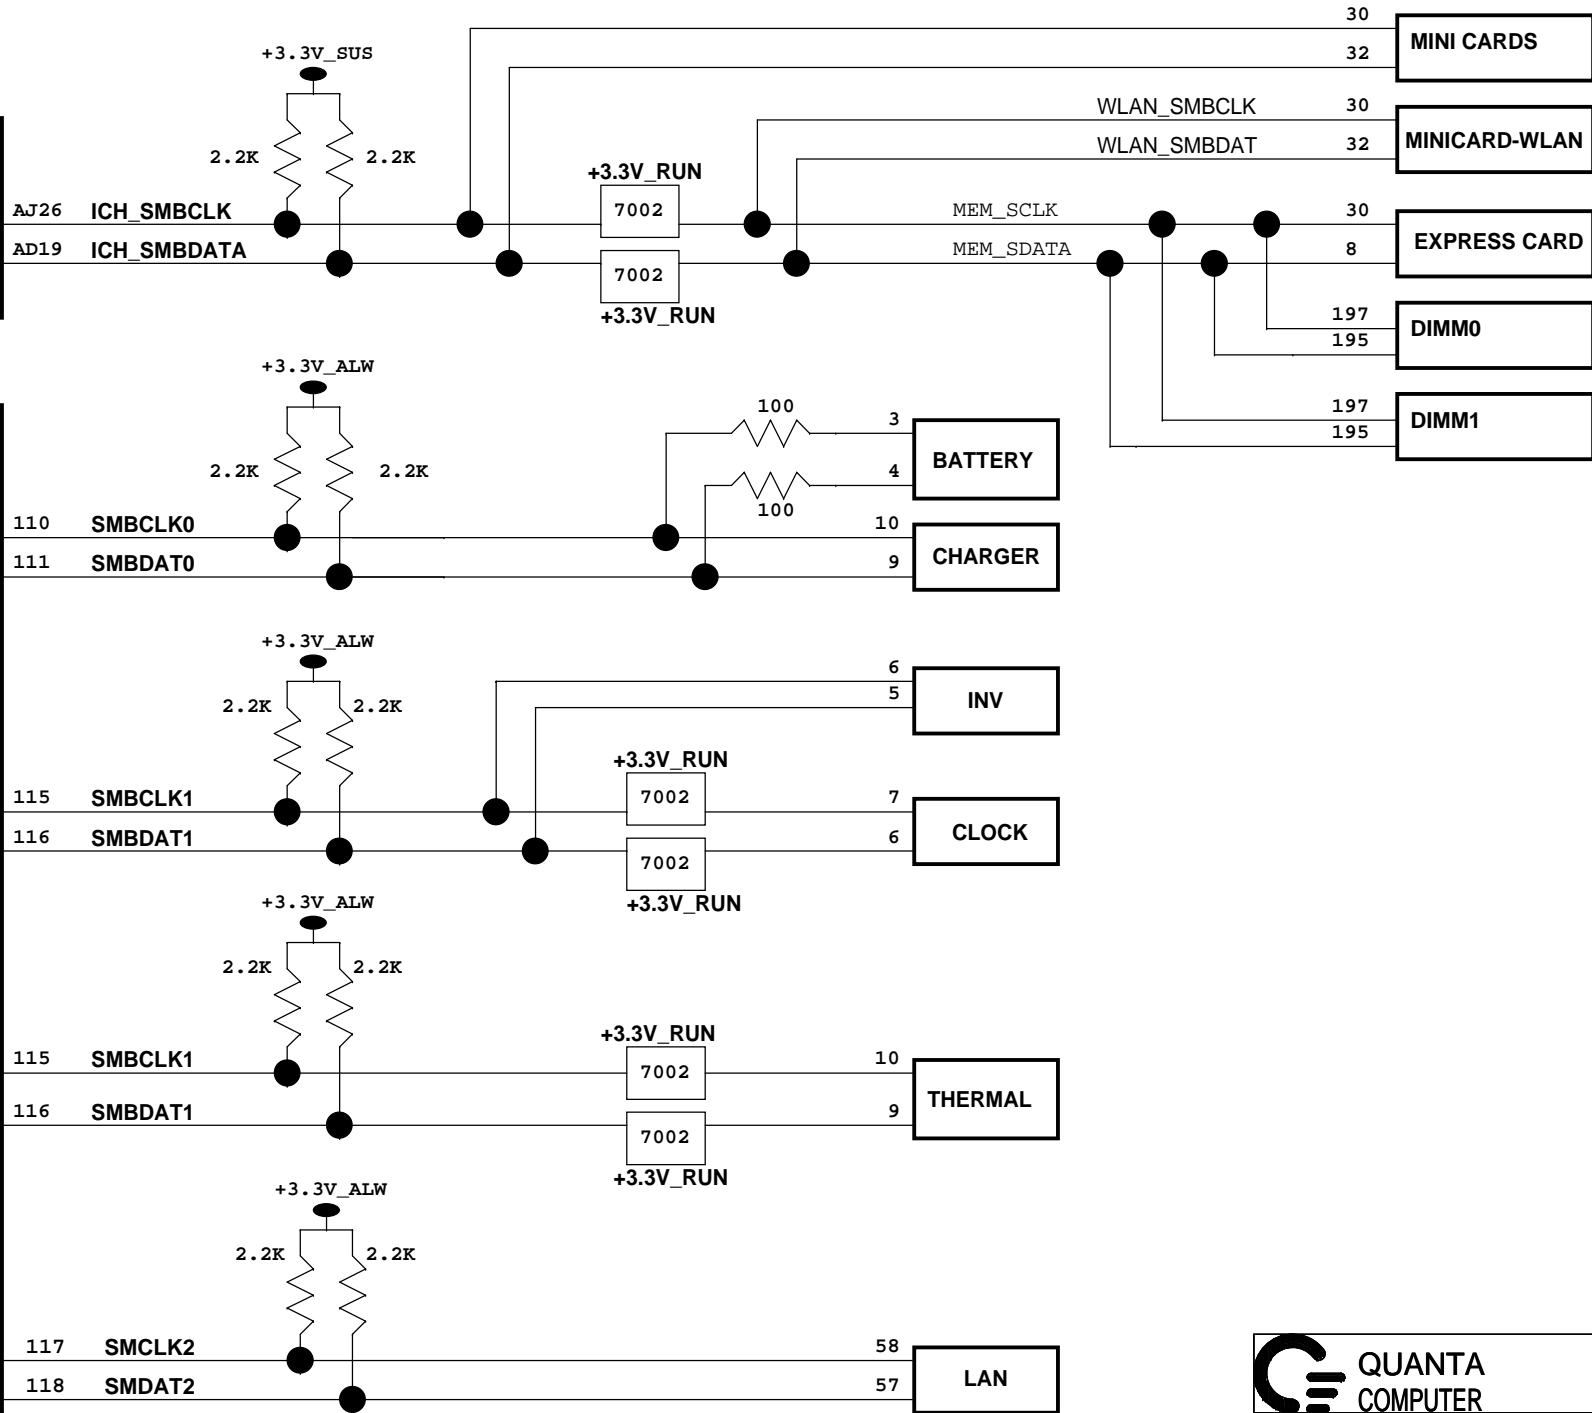 30
+3.3V_SUS
MINI CARDS
32
WLAN_SMBCLK 30
2.2K 2.2K
WLAN_SMBDAT 32
MINICARD-WLAN
+3.3V_RUN
AJ26 ICH_SMBCLK 7002 MEM_SCLK 30
AD19 ICH_SMBDATA MEM_SDATA 8
EXPRESS CARD
7002
+3.3V_RUN
197
195
DIMM0
+3.3V_ALW
2.2K 2.2K
100 3
BATTERY
4
100
197
195
DIMM1
110 SMBCLK0 10
111 SMBDAT0 9
CHARGER
+3.3V_ALW
6
5
INV
2.2K 2.2K
+3.3V_RUN
115 SMBCLK1 7002 7
116 SMBDAT1 6
CLOCK
7002
+3.3V_RUN
+3.3V_ALW
2.2K 2.2K
+3.3V_RUN
115 SMBCLK1 7002 10
116 SMBDAT1 9
THERMAL
7002
+3.3V_RUN
+3.3V_ALW
2.2K 2.2K
117 SMCLK2 58
118 SMDAT2 57
LAN
QUANTA
COMPUTER